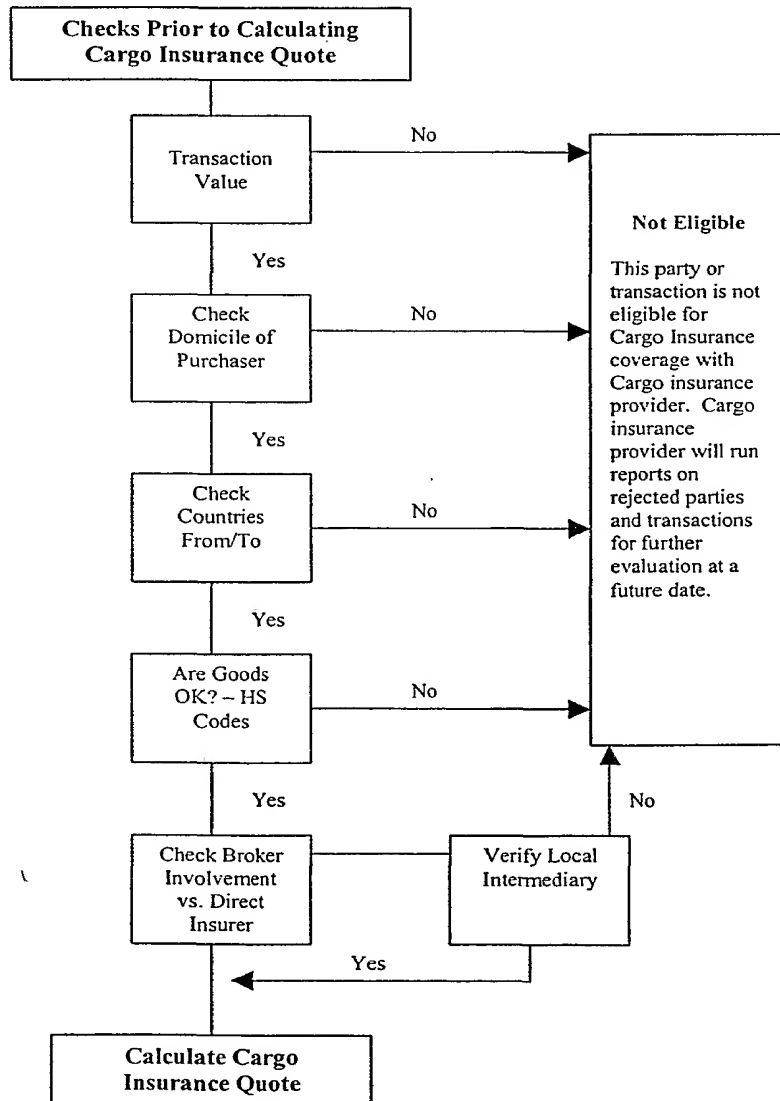 Checks Prior to Calculating
Cargo Insurance Quote
Transaction
Value
No
Yes
Check
Domicile of
Purchaser
No
Yes
Check
Countries
From/To
No
Yes
Are Goods
OK? – HS
Codes
No
Yes
Check Broker
Involvement
vs. Direct
Insurer
Verify Local
Intermediary
No
Yes
Not Eligible
This party or
transaction is not
eligible for
Cargo Insurance
coverage with
Cargo insurance
provider. Cargo
insurance
provider will run
reports on
rejected parties
and transactions
for further
evaluation at a
future date.
Calculate Cargo
Insurance Quote